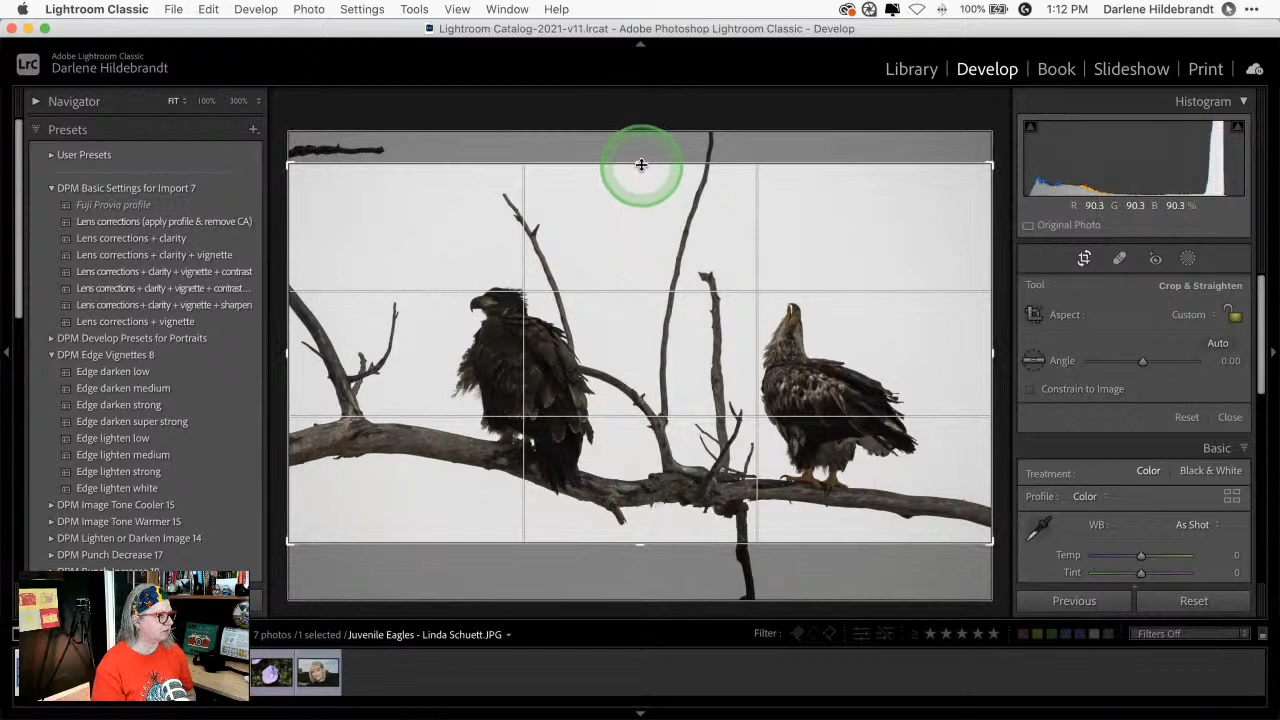 Lightroom Classic File Edit Develop Photo Settings Tools View Window Help 100% 1:12 PM Darlene Hildebrandt
Lightroom Catalog-2021-v11.lrcat - Adobe Photoshop Lightroom Classic - Develop
LrC Adobe Lightroom Classic
Darlene Hildebrandt
Library | Develop | Book | Slideshow | Print |
Navigator FIT 100% 300%
Histogram
Presets
User Presets
DPM Basic Settings for Import 7
Fuji Provia profile
R 90.3 G 90.3 B 90.3 %
Lens corrections (apply profile & remove CA)
Original Photo
Lens corrections + clarity
Lens corrections + clarity + vignette
Lens corrections + clarity + vignette + contrast
Tool : Crop & Straighten
Lens corrections + clarity + vignette + contrast...
Lens corrections + clarity + vignette + sharpen
Aspect : Custom
Lens corrections + vignette
DPM Develop Presets for Portraits
Auto
DPM Edge Vignettes 8
Angle 0.00
Edge darken low
Edge darken medium
Constrain to Image
Edge darken strong
Edge darken super strong
Reset Close
Edge lighten low
Edge lighten medium
Basic
Edge lighten strong
Treatment : Color Black & White
Edge lighten white
Profile : Color
DPM Image Tone Cooler 15
DPM Image Tone Warmer 15
WB : As Shot
DPM Lighten or Darken Image 14
DPM Punch Decrease 17
Temp 0
Tint 0
Previous Reset
7 photos / 1 selected / Juvenile Eagles - Linda Schuett.JPG
Filter : Filters Off